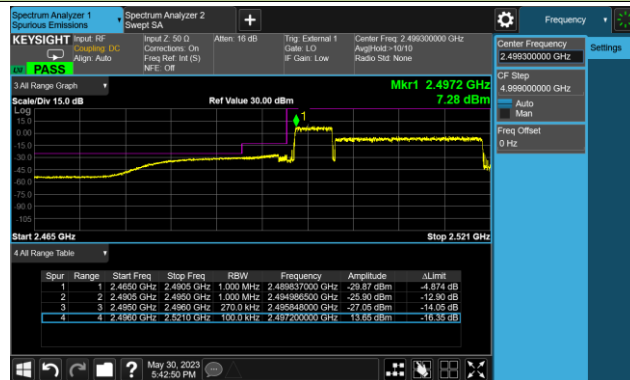 Spectrum Analyzer 1
Spurious Emissions
Spectrum Analyzer 2
Swept SA
+
Frequency
KEYSIGHT
Input: RF
Coupling: DC
Align: Auto
Input Z: 50 Ω
Corrections: On
Freq Ref: Int (S)
NFE: Off
Atten: 16 dB
Trig: External 1
Gate: LO
IF Gain: Low
Center Freq: 2.499300000 GHz
Avg|Hold:>10/10
Radio Std: None
PASS
Center Frequency
2.499300000 GHz
Settings
CF Step
4.999000000 GHz
Auto
Man
Freq Offset
0 Hz
3 All Range Graph
Mkr1 2.4972 GHz
7.28 dBm
Scale/Div 15.0 dB
Ref Value 30.00 dBm
Log
15.0
0.00
-15.0
-30.0
-45.0
-60.0
-75.0
-90.0
-105
1
Start 2.465 GHz
Stop 2.521 GHz
4 All Range Table
Spur Range Start Freq Stop Freq RBW Frequency Amplitude ΔLimit
1 1 2.4650 GHz 2.4905 GHz 1.000 MHz 2.489837000 GHz -29.87 dBm -4.874 dB
2 2 2.4905 GHz 2.4950 GHz 1.000 MHz 2.494986500 GHz -25.90 dBm -12.90 dB
3 3 2.4950 GHz 2.4960 GHz 270.0 kHz 2.495848000 GHz -27.05 dBm -14.05 dB
4 4 2.4960 GHz 2.5210 GHz 100.0 kHz 2.497200000 GHz 13.65 dBm -16.35 dB
?
May 30, 2023
5:42:50 PM